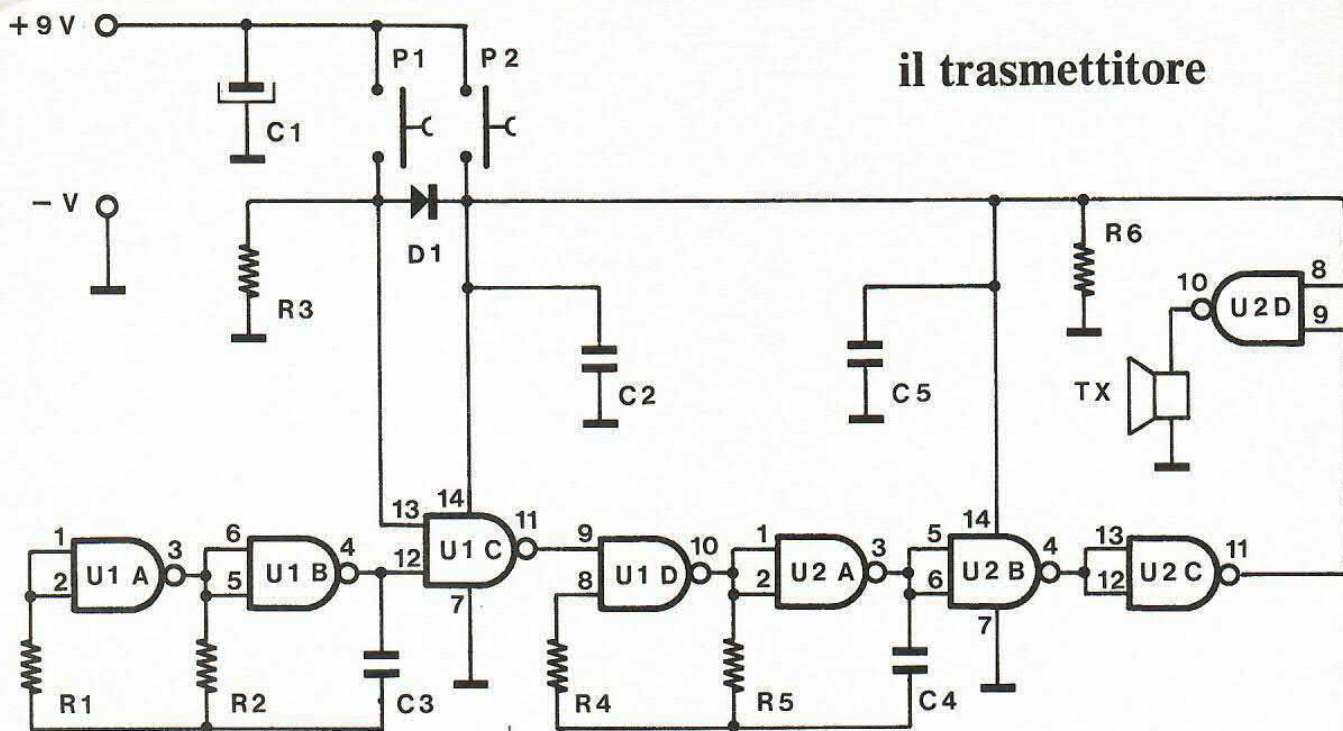 +9V
P1
P2
il trasmettitore
C1
-V
D1
R3
R6
10
U2D
8
9
C2
C5
TX
13
14
11
12
U1C
7
1
2
U1A
3
6
5
U1B
4
9
8
U1D
10
1
2
U2A
3
5
6
14
U2B
4
7
13
12
U2C
11
R1
R2
C3
R4
R5
C4